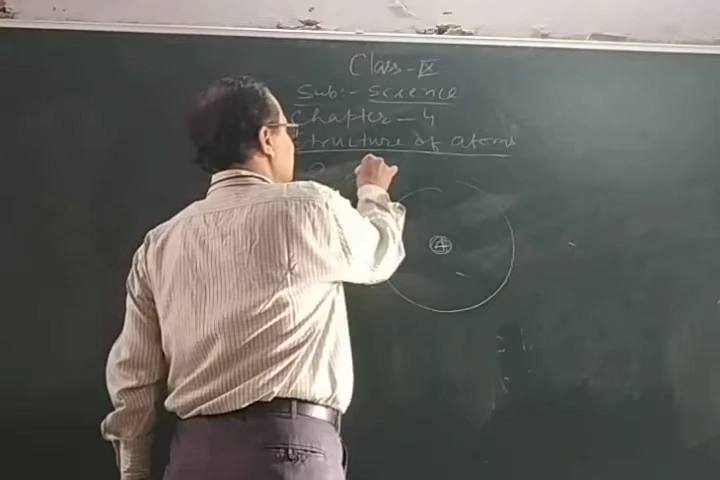 Class - IX
Sub:- Science
Chapter - 4
Structure of atoms